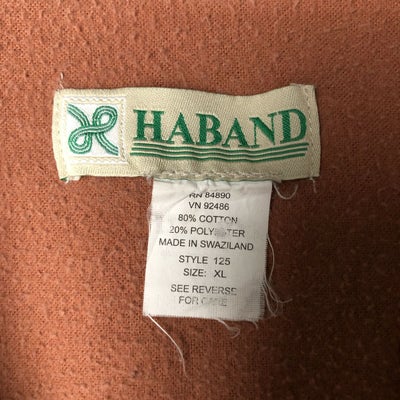 HABAND
RN 84890
VN 92486
80% COTTON
20% POLYESTER
MADE IN SWAZILAND
STYLE 125
SIZE: XL
SEE REVERSE
FOR CARE